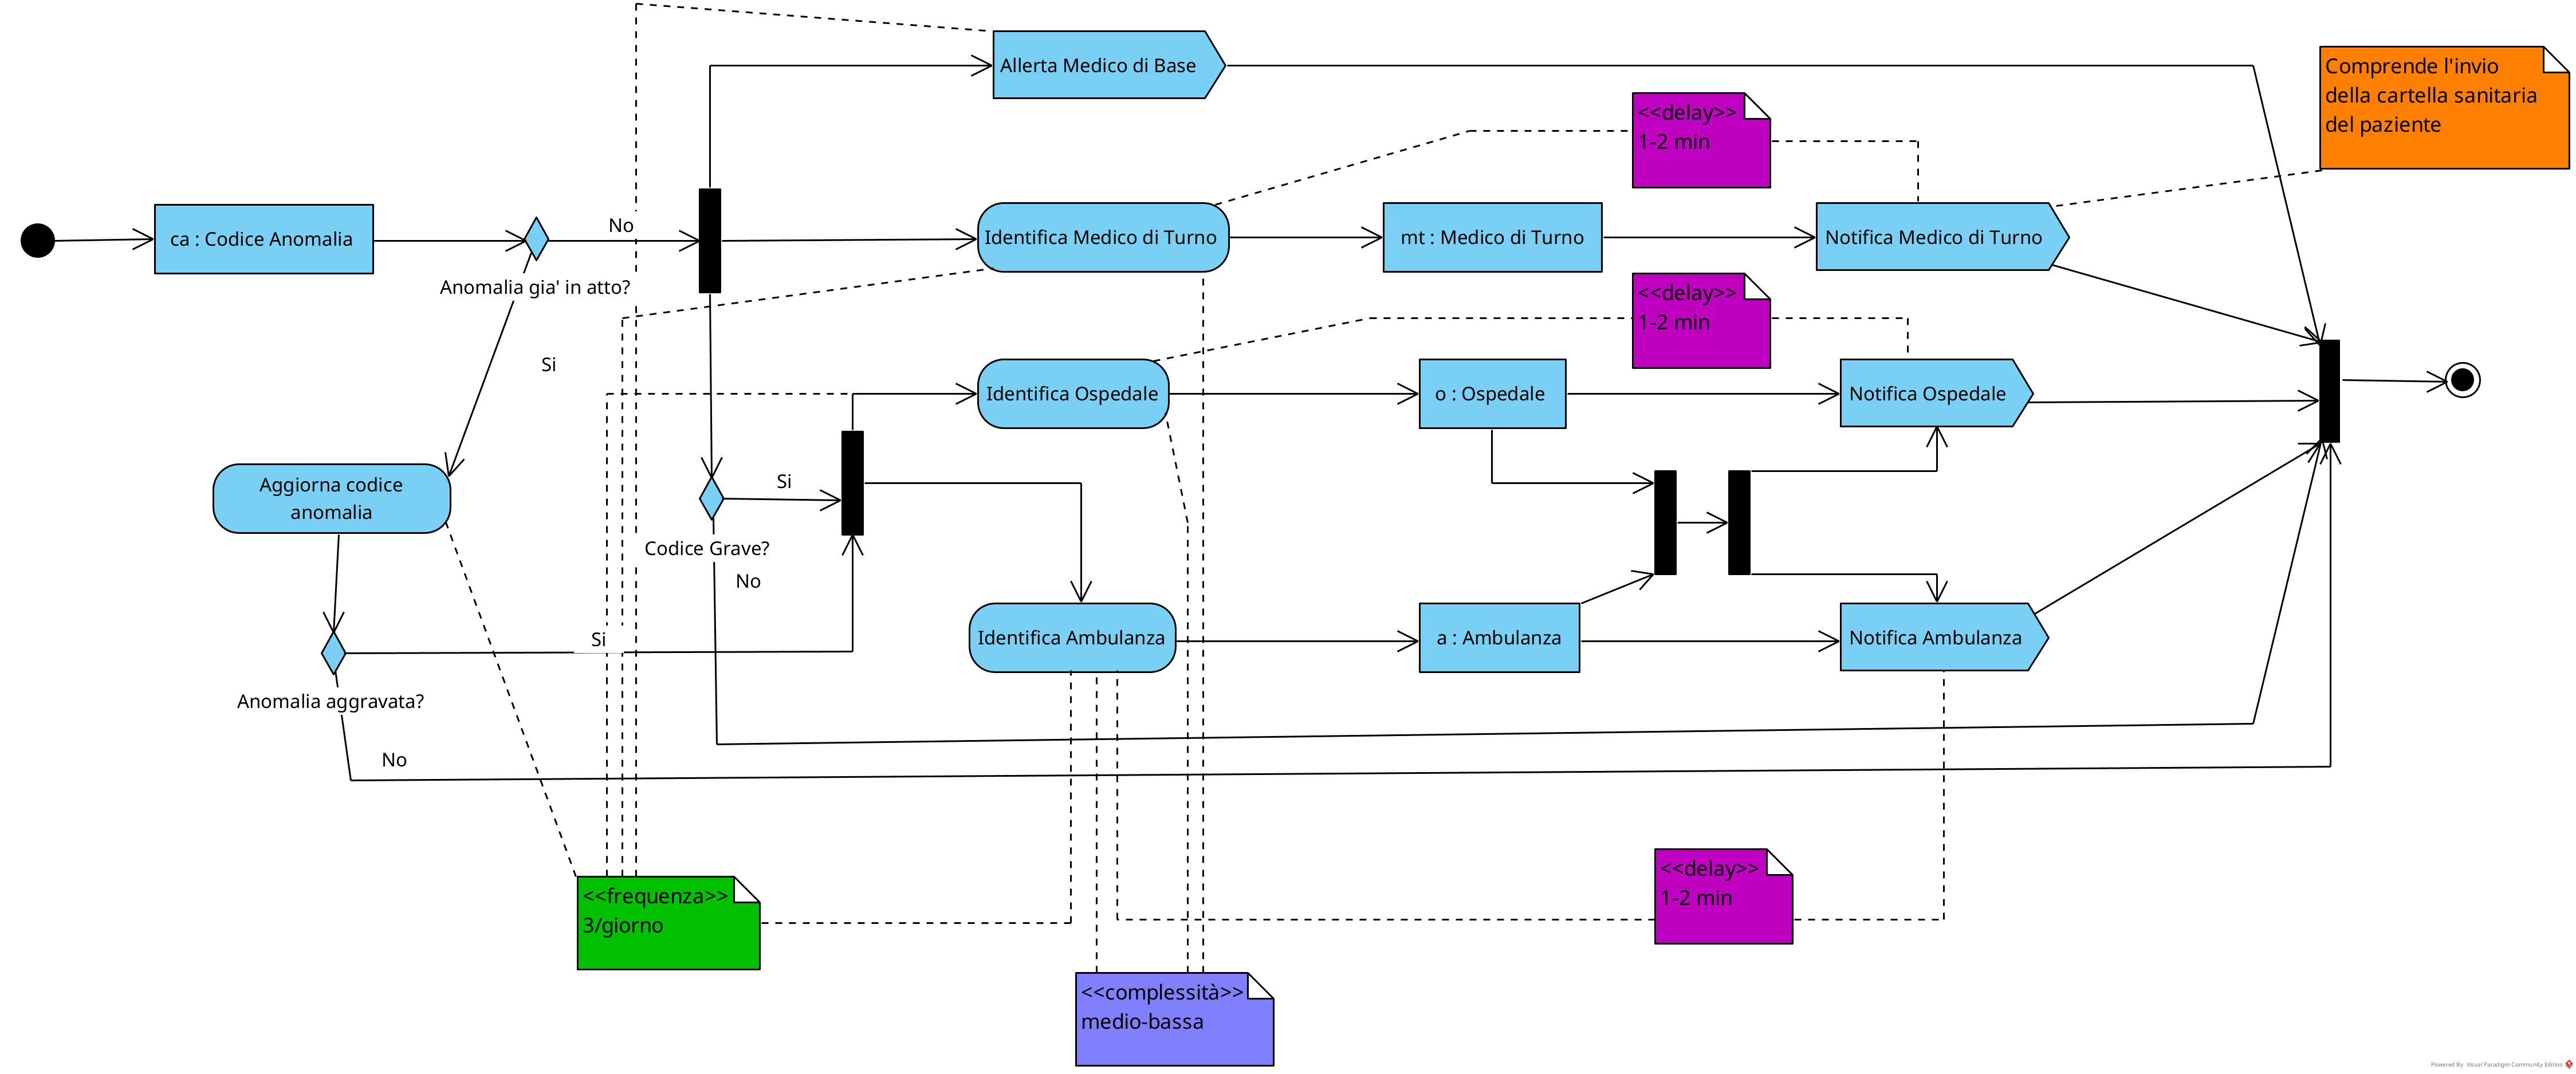 Allerta Medico di Base
Comprende l'invio
della cartella sanitaria
del paziente
<<delay>>
1-2 min
ca : Codice Anomalia
No
Identifica Medico di Turno
mt : Medico di Turno
Notifica Medico di Turno
Anomalia gia' in atto?
<<delay>>
1-2 min
Si
Identifica Ospedale
o : Ospedale
Notifica Ospedale
Aggiorna codice
anomalia
Si
Codice Grave?
No
Si
Identifica Ambulanza
a : Ambulanza
Notifica Ambulanza
Anomalia aggravata?
No
<<frequenza>>
3/giorno
<<delay>>
1-2 min
<<complessità>>
medio-bassa
Powered By Visual Paradigm Community Edition